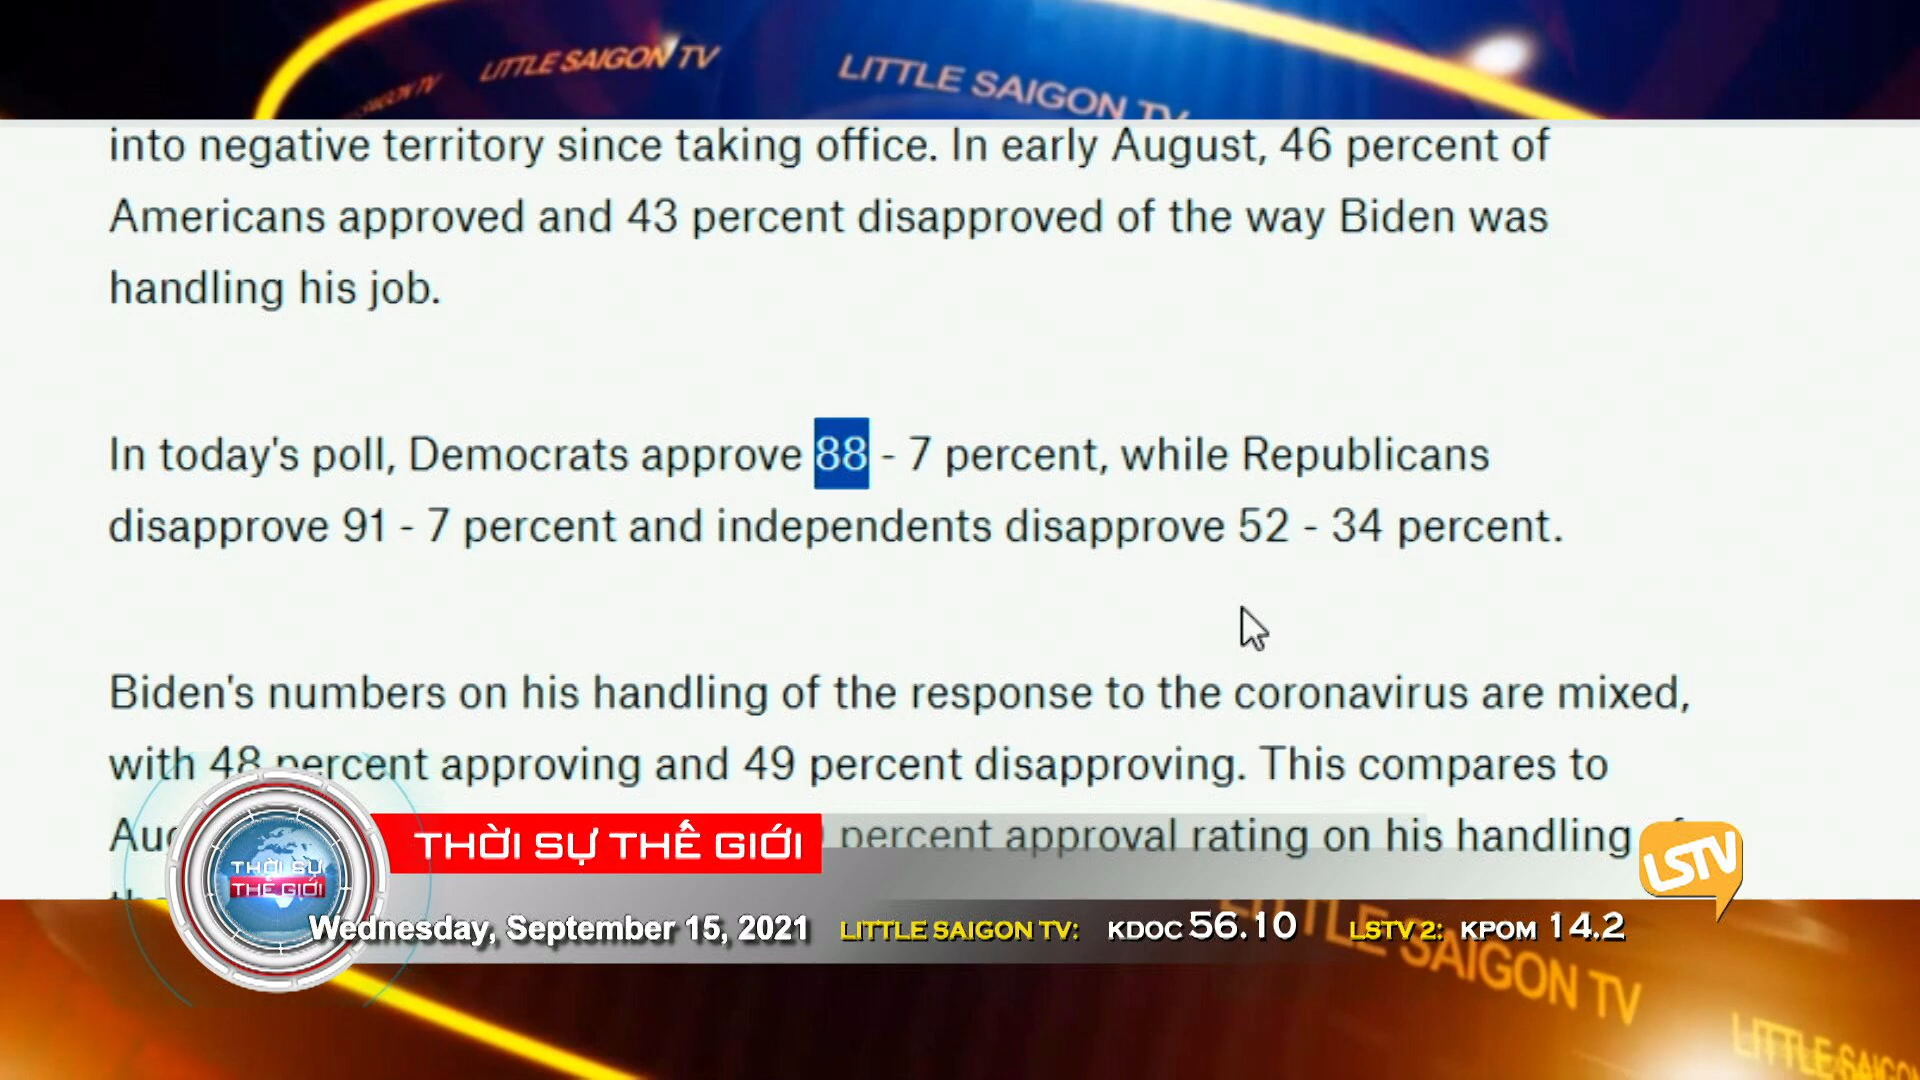 SAIGON TV
LITTLE SAIGON TV
LITTLE SAIGON TV
into negative territory since taking office. In early August, 46 percent of
Americans approved and 43 percent disapproved of the way Biden was
handling his job.
In today's poll, Democrats approve 88 - 7 percent, while Republicans
disapprove 91 - 7 percent and independents disapprove 52 - 34 percent.
Biden's numbers on his handling of the response to the coronavirus are mixed,
with 48 percent approving and 49 percent disapproving. This compares to
percent approval rating on his handling
THỜI SỰ THẾ GIỚI
THỜI SỰ
THẾ GIỚI
LSTV
Wednesday, September 15, 2021 LITTLE SAIGON TV: KDOC 56.10 LSTV 2: KPOM 14.2
LITTLE SAIGON TV
LITTLE SAIGON